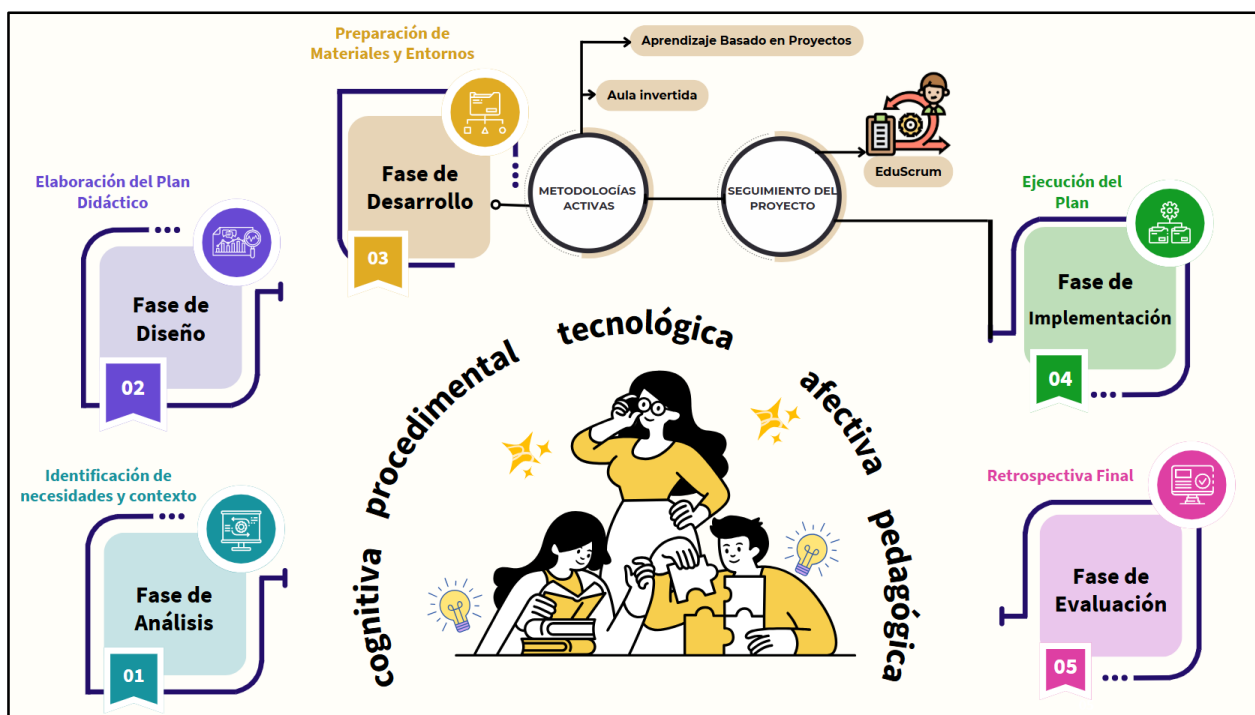 Preparación de
Materiales y Entornos
Aprendizaje Basado en Proyectos
Aula invertida
Fase de
Desarrollo
03
METODOLOGÍAS
ACTIVAS
SEGUIMIENTO DEL
PROYECTO
EduScrum
Elaboración del Plan
Didáctico
Fase de
Diseño
02
Ejecución del
Plan
Fase de
Implementación
04
Identificación de
necesidades y contexto
Fase de
Análisis
01
cognitiva
procedimental
tecnológica
afectiva
pedagógica
Retrospectiva Final
Fase de
Evaluación
05